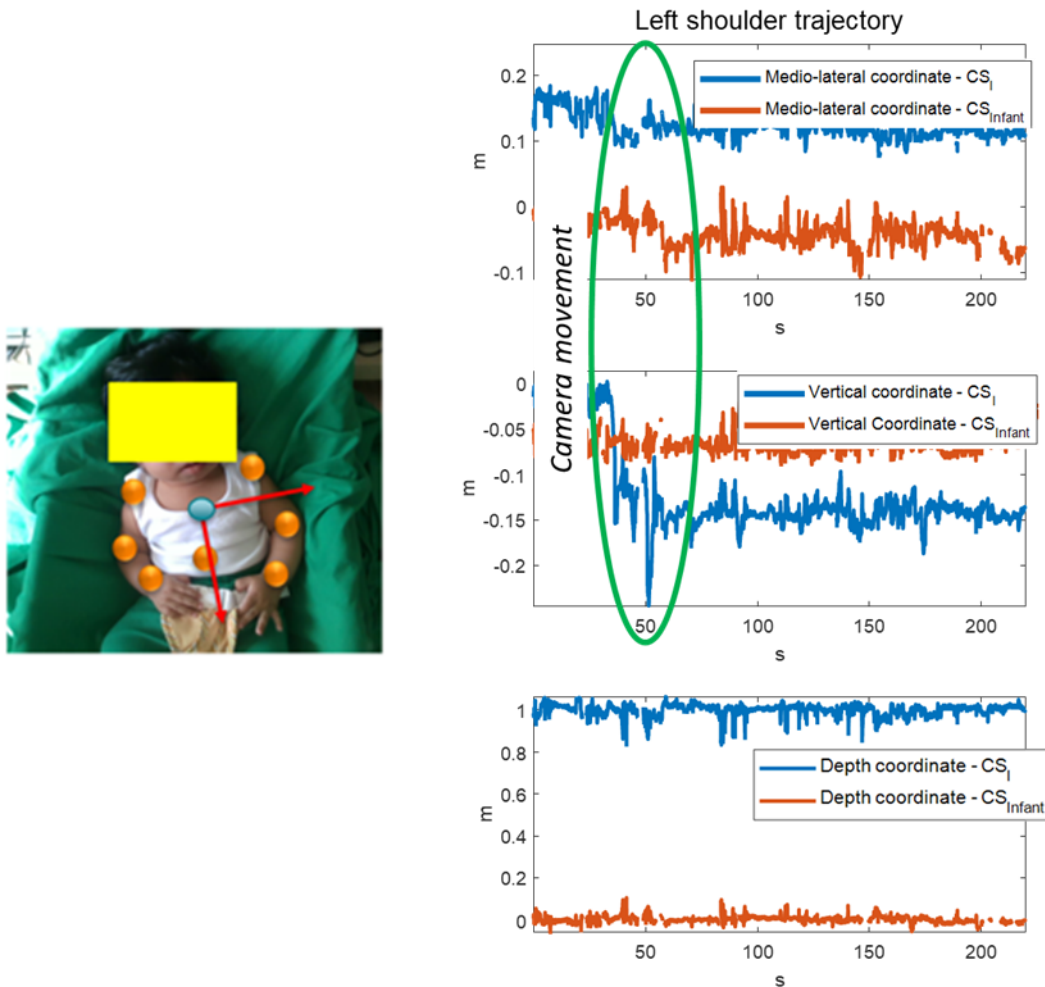 Left shoulder trajectory
0.2
0.1
0
-0.1
m
Medio-lateral coordinate - CS_I
Medio-lateral coordinate - CS_Infant
50
100
150
200
s
Camera movement
0
-0.05
-0.1
-0.15
-0.2
m
Vertical coordinate - CS_I
Vertical Coordinate - CS_Infant
50
100
150
200
s
1
0.8
0.6
0.4
0.2
0
m
Depth coordinate - CS_I
Depth coordinate - CS_Infant
50
100
150
200
s